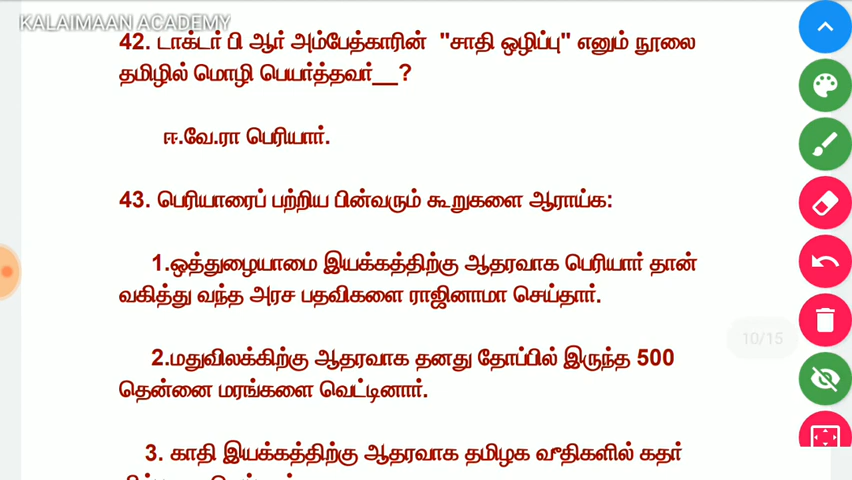 KALAIMAAN ACADEMY
42. டாக்டர் பி ஆர் அம்பேத்காரின் "சாதி ஒழிப்பு" எனும் நூலை
தமிழில் மொழி பெயர்த்தவர்__?
ஈ.வே.ரா பெரியார்.
43. பெரியாரைப் பற்றிய பின்வரும் கூறுகளை ஆராய்க:
1.ஒத்துழையாமை இயக்கத்திற்கு ஆதரவாக பெரியார் தான்
வகித்து வந்த அரச பதவிகளை ராஜினாமா செய்தார்.
10/15
2.மதுவிலக்கிற்கு ஆதரவாக தனது தோப்பில் இருந்த 500
தென்னை மரங்களை வெட்டினார்.
3. காதி இயக்கத்திற்கு ஆதரவாக தமிழக வீதிகளில் கதர்